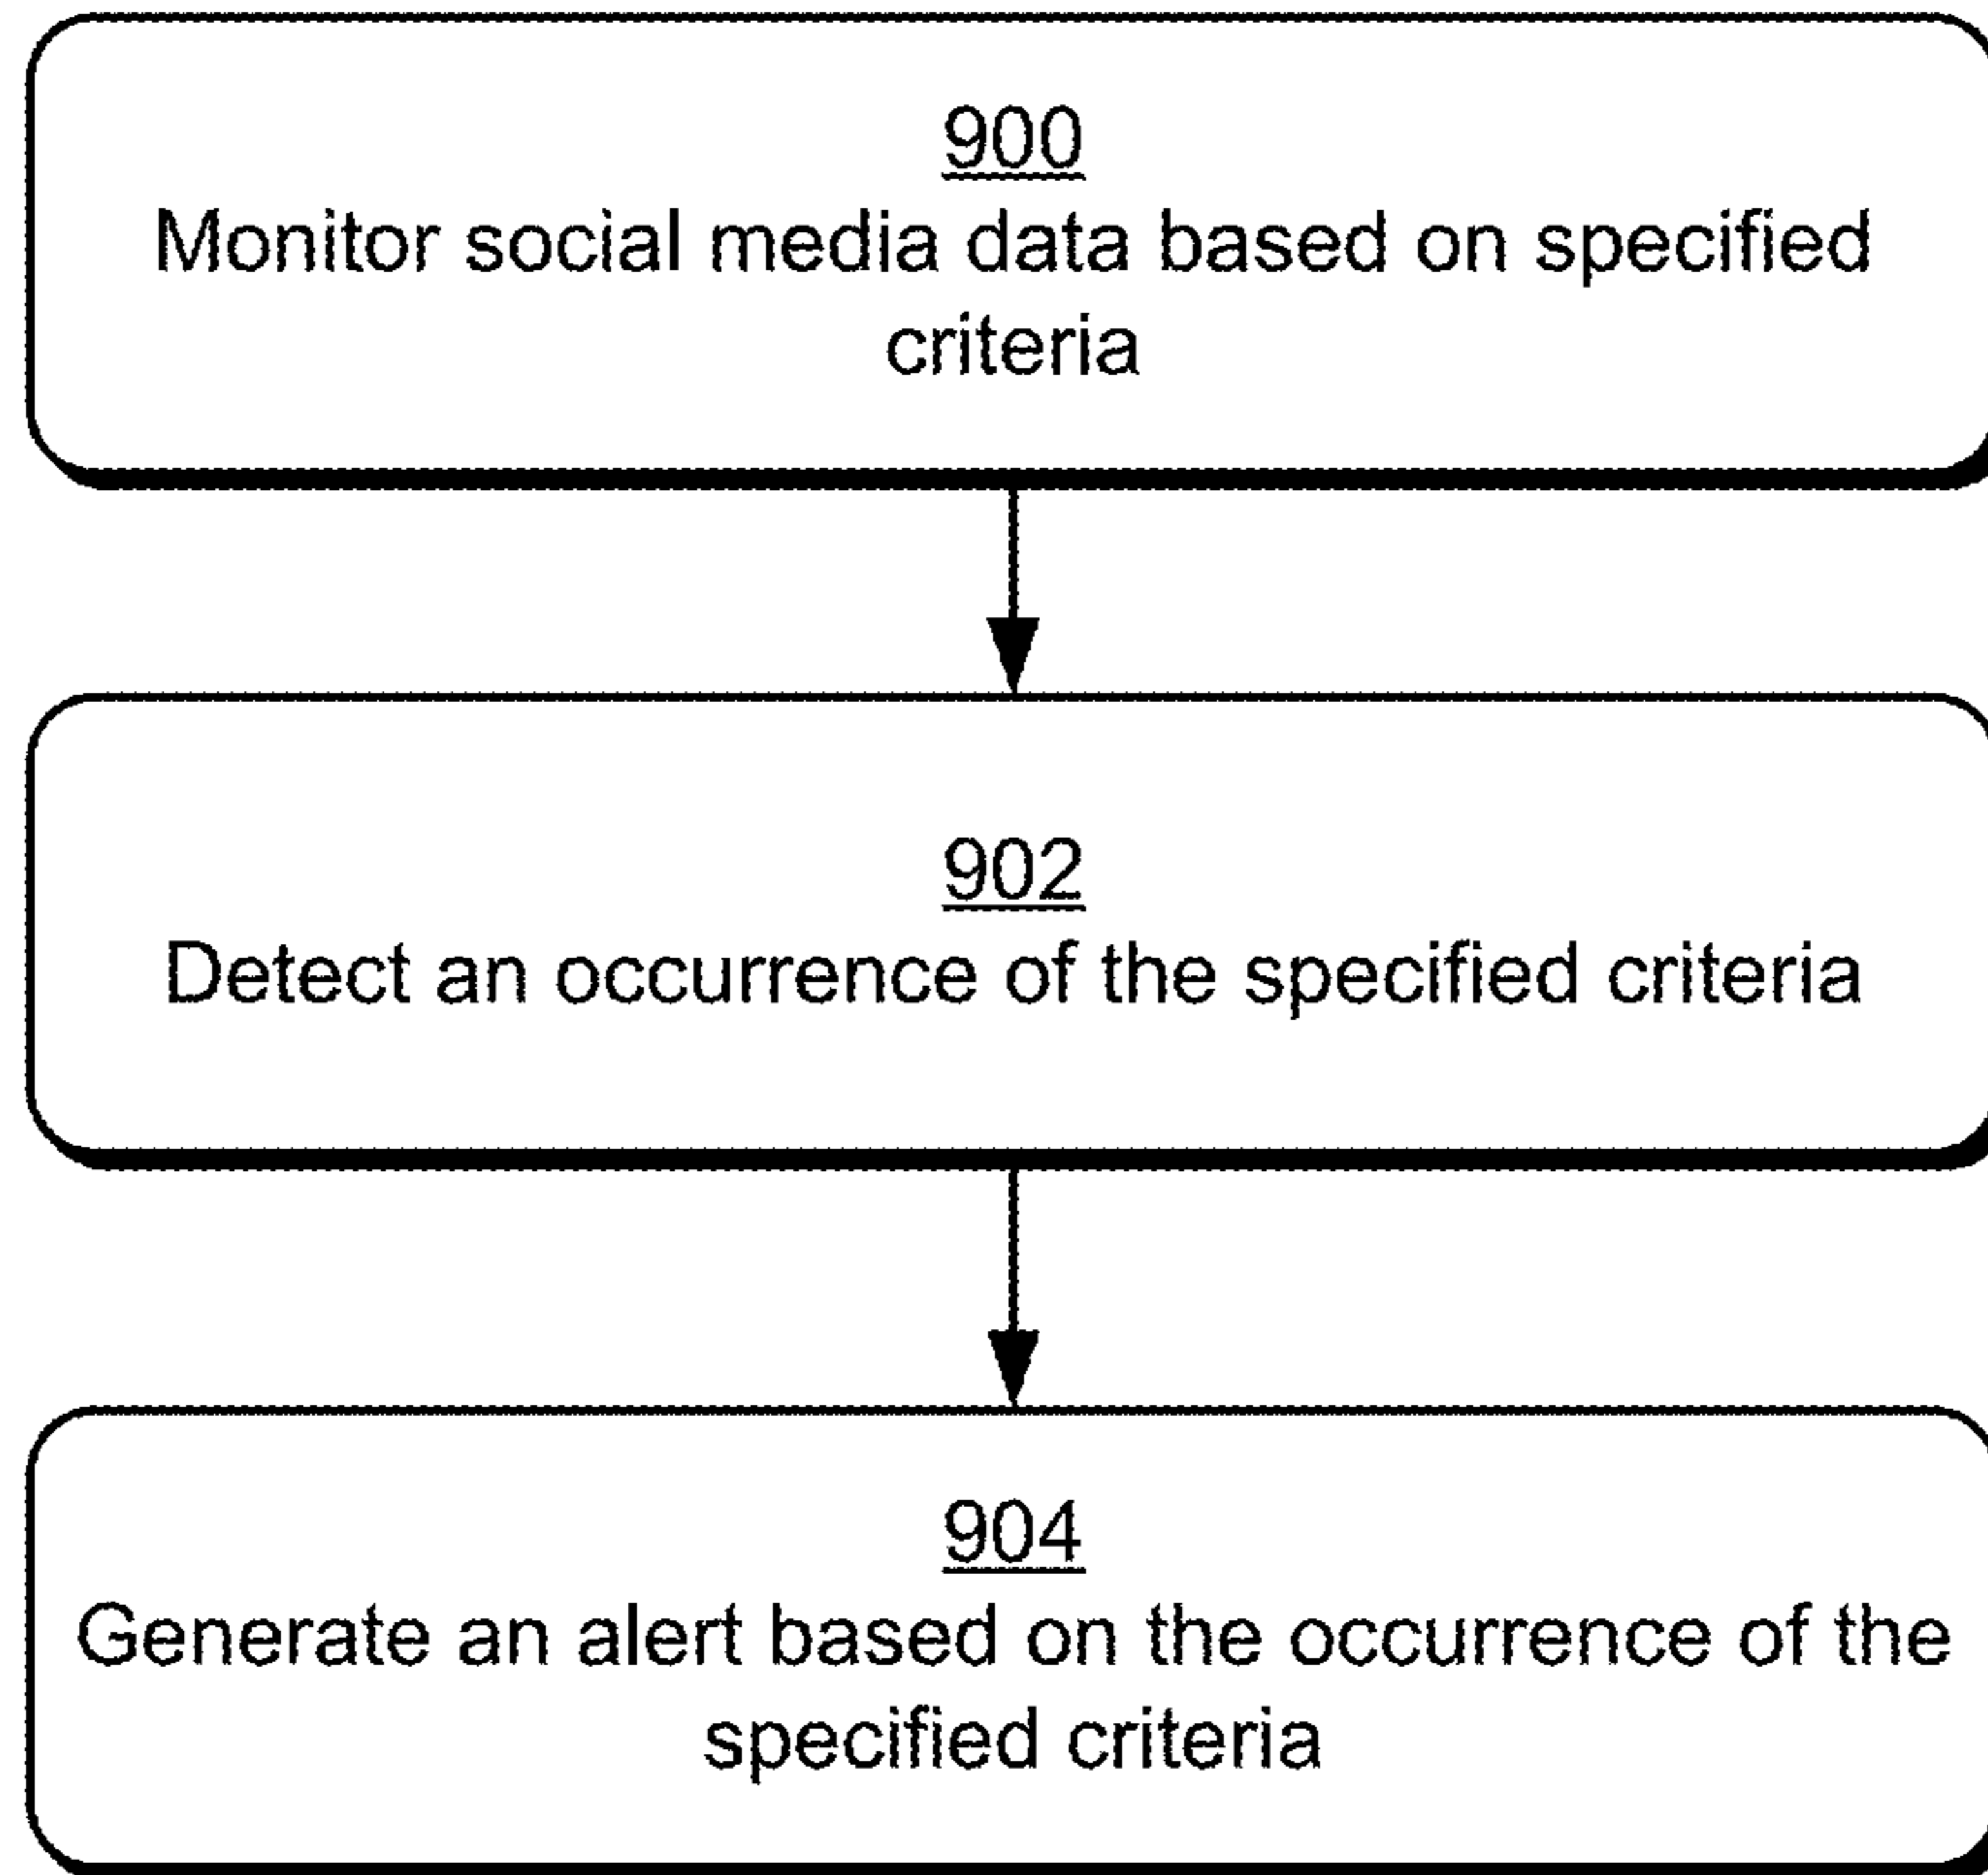 900
Monitor social media data based on specified
criteria
902
Detect an occurrence of the specified criteria
904
Generate an alert based on the occurrence of the
specified criteria